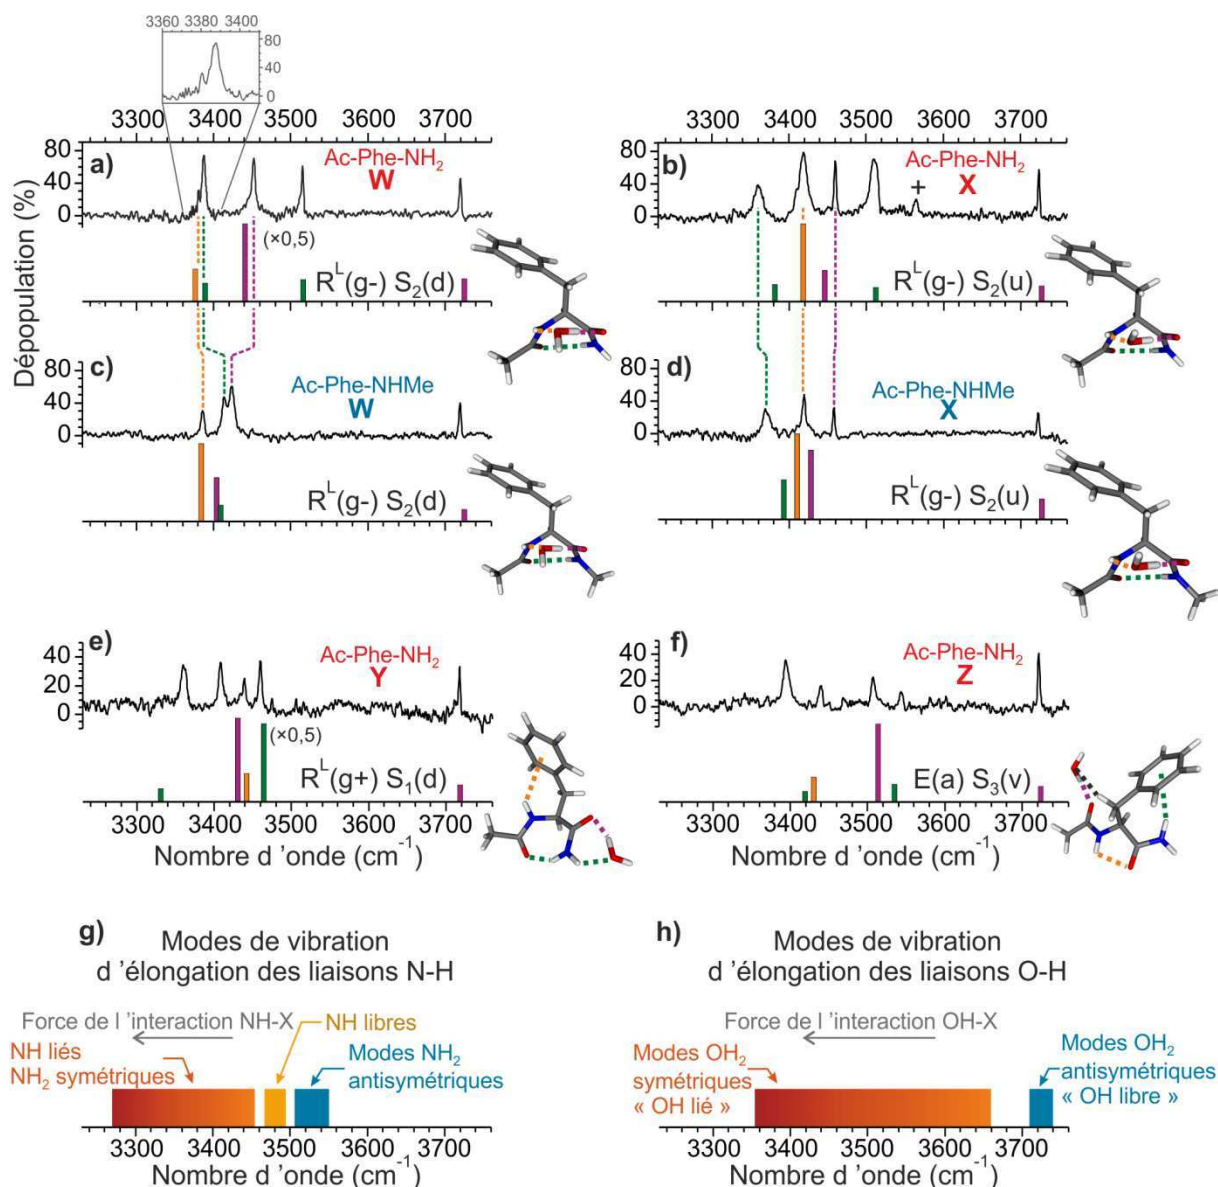 3360 3380 3400
80
40
0
3300 3400 3500 3600 3700
3300 3400 3500 3600 3700
Dépopulation (%)
a)
80
40
0
Ac-Phe-NH2
W
(×0,5)
R^L(g-) S2(d)
b)
80
40
0
Ac-Phe-NH2
+ X
R^L(g-) S2(u)
c)
80
40
0
Ac-Phe-NHMe
W
R^L(g-) S2(d)
d)
80
40
0
Ac-Phe-NHMe
X
R^L(g-) S2(u)
e)
40
20
0
Ac-Phe-NH2
Y
(×0,5)
R^L(g+) S1(d)
3300 3400 3500 3600 3700
Nombre d 'onde (cm-1)
f)
40
20
0
Ac-Phe-NH2
Z
E(a) S3(v)
3300 3400 3500 3600 3700
Nombre d 'onde (cm-1)
g)
Modes de vibration
d 'élongation des liaisons N-H
Force de l 'interaction NH-X
NH libres
NH liés
NH2 symétriques
Modes NH2
antisymétriques
3300 3400 3500 3600 3700
Nombre d 'onde (cm-1)
h)
Modes de vibration
d 'élongation des liaisons O-H
Force de l 'interaction OH-X
Modes OH2
symétriques
« OH lié »
Modes OH2
antisymétriques
« OH libre »
3300 3400 3500 3600 3700
Nombre d 'onde (cm-1)